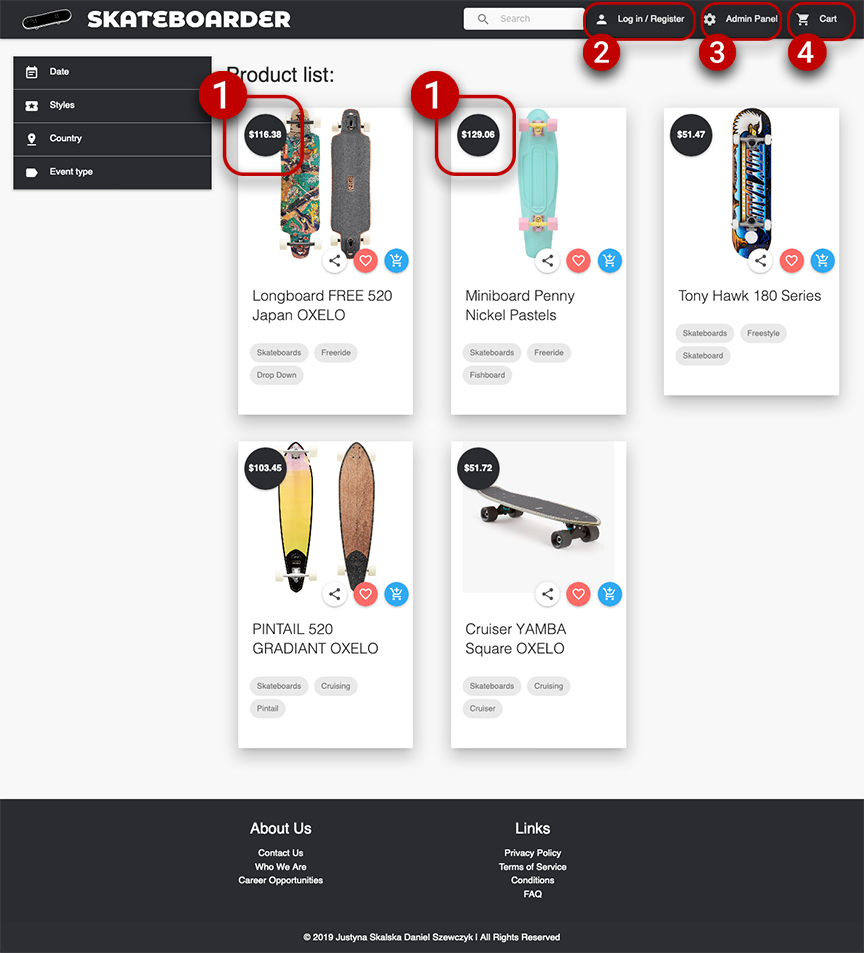 SKATEBOARDER
Search
Log in / Register
Admin Panel
Cart
2
3
4
Date
Styles
Country
Event type
Product list:
1
1
$116.38
$129.06
$51.47
Longboard FREE 520
Japan OXELO
Skateboards
Freeride
Drop Down
Miniboard Penny
Nickel Pastels
Skateboards
Freeride
Fishboard
Tony Hawk 180 Series
Skateboards
Freestyle
Skateboard
$103.45
$51.72
PINTAIL 520
GRADIANT OXELO
Skateboards
Cruising
Pintail
Cruiser YAMBA
Square OXELO
Skateboards
Cruising
Cruiser
About Us
Contact Us
Who We Are
Career Opportunities
Links
Privacy Policy
Terms of Service
Conditions
FAQ
© 2019 Justyna Skalska Daniel Szewczyk | All Rights Reserved